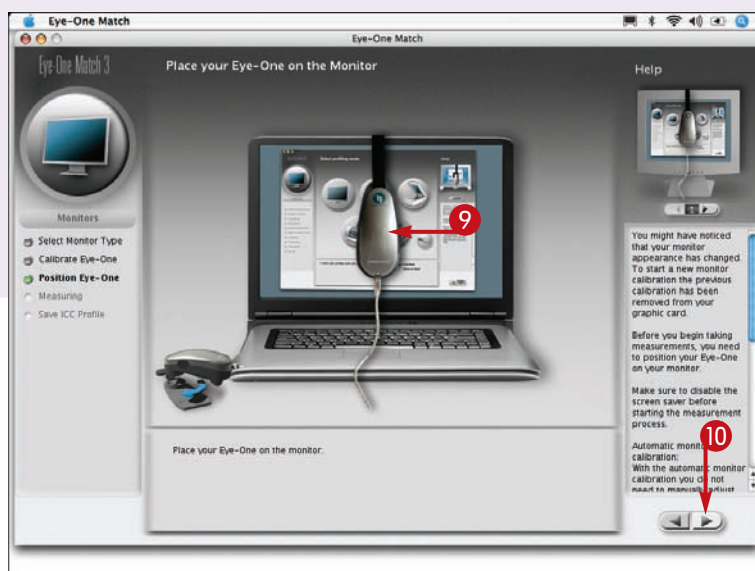 Eye-One Match
Eye-One Match
Eye-One Match 3
Place your Eye-One on the Monitor
Help
Monitors
Select Monitor Type
Calibrate Eye-One
Position Eye-One
Measuring
Save ICC Profile
9
Place your Eye-One on the monitor.
1
You might have noticed
that your monitor
appearance has changed.
To start a new monitor
calibration the previous
calibration has been
removed from your
graphic card.
Before you begin taking
measurements, you need
to position your Eye-One
on your monitor.
Make sure to disable the
screen saver before
starting the measurement
process.
Automatic monitor
calibration:
With the automatic monitor
calibration you do not
need to manually adjust
10